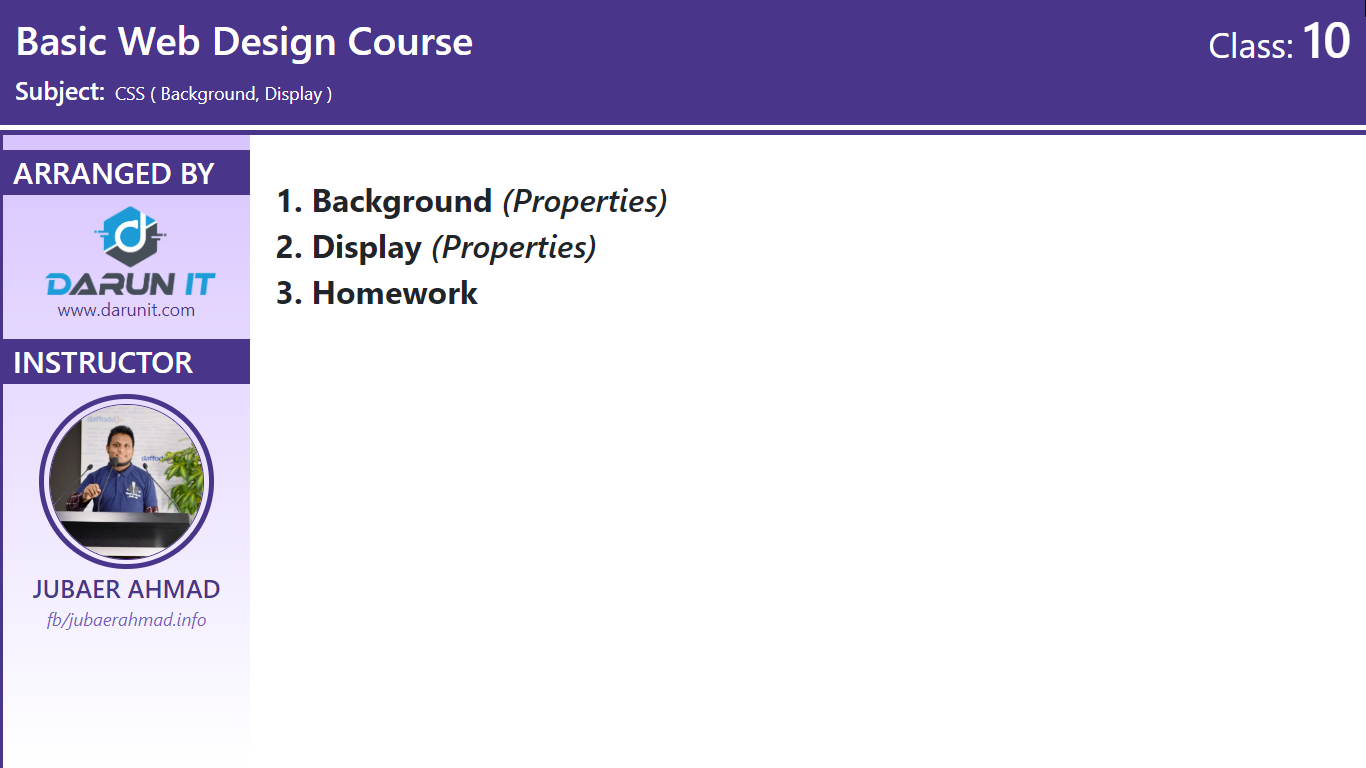 Basic Web Design Course
Class: 10
Subject: CSS ( Background, Display )
ARRANGED BY
DARUN IT
www.darunit.com
INSTRUCTOR
daffodil
JUBAER AHMAD
fb/jubaerahmad.info
1. Background (Properties)
2. Display (Properties)
3. Homework